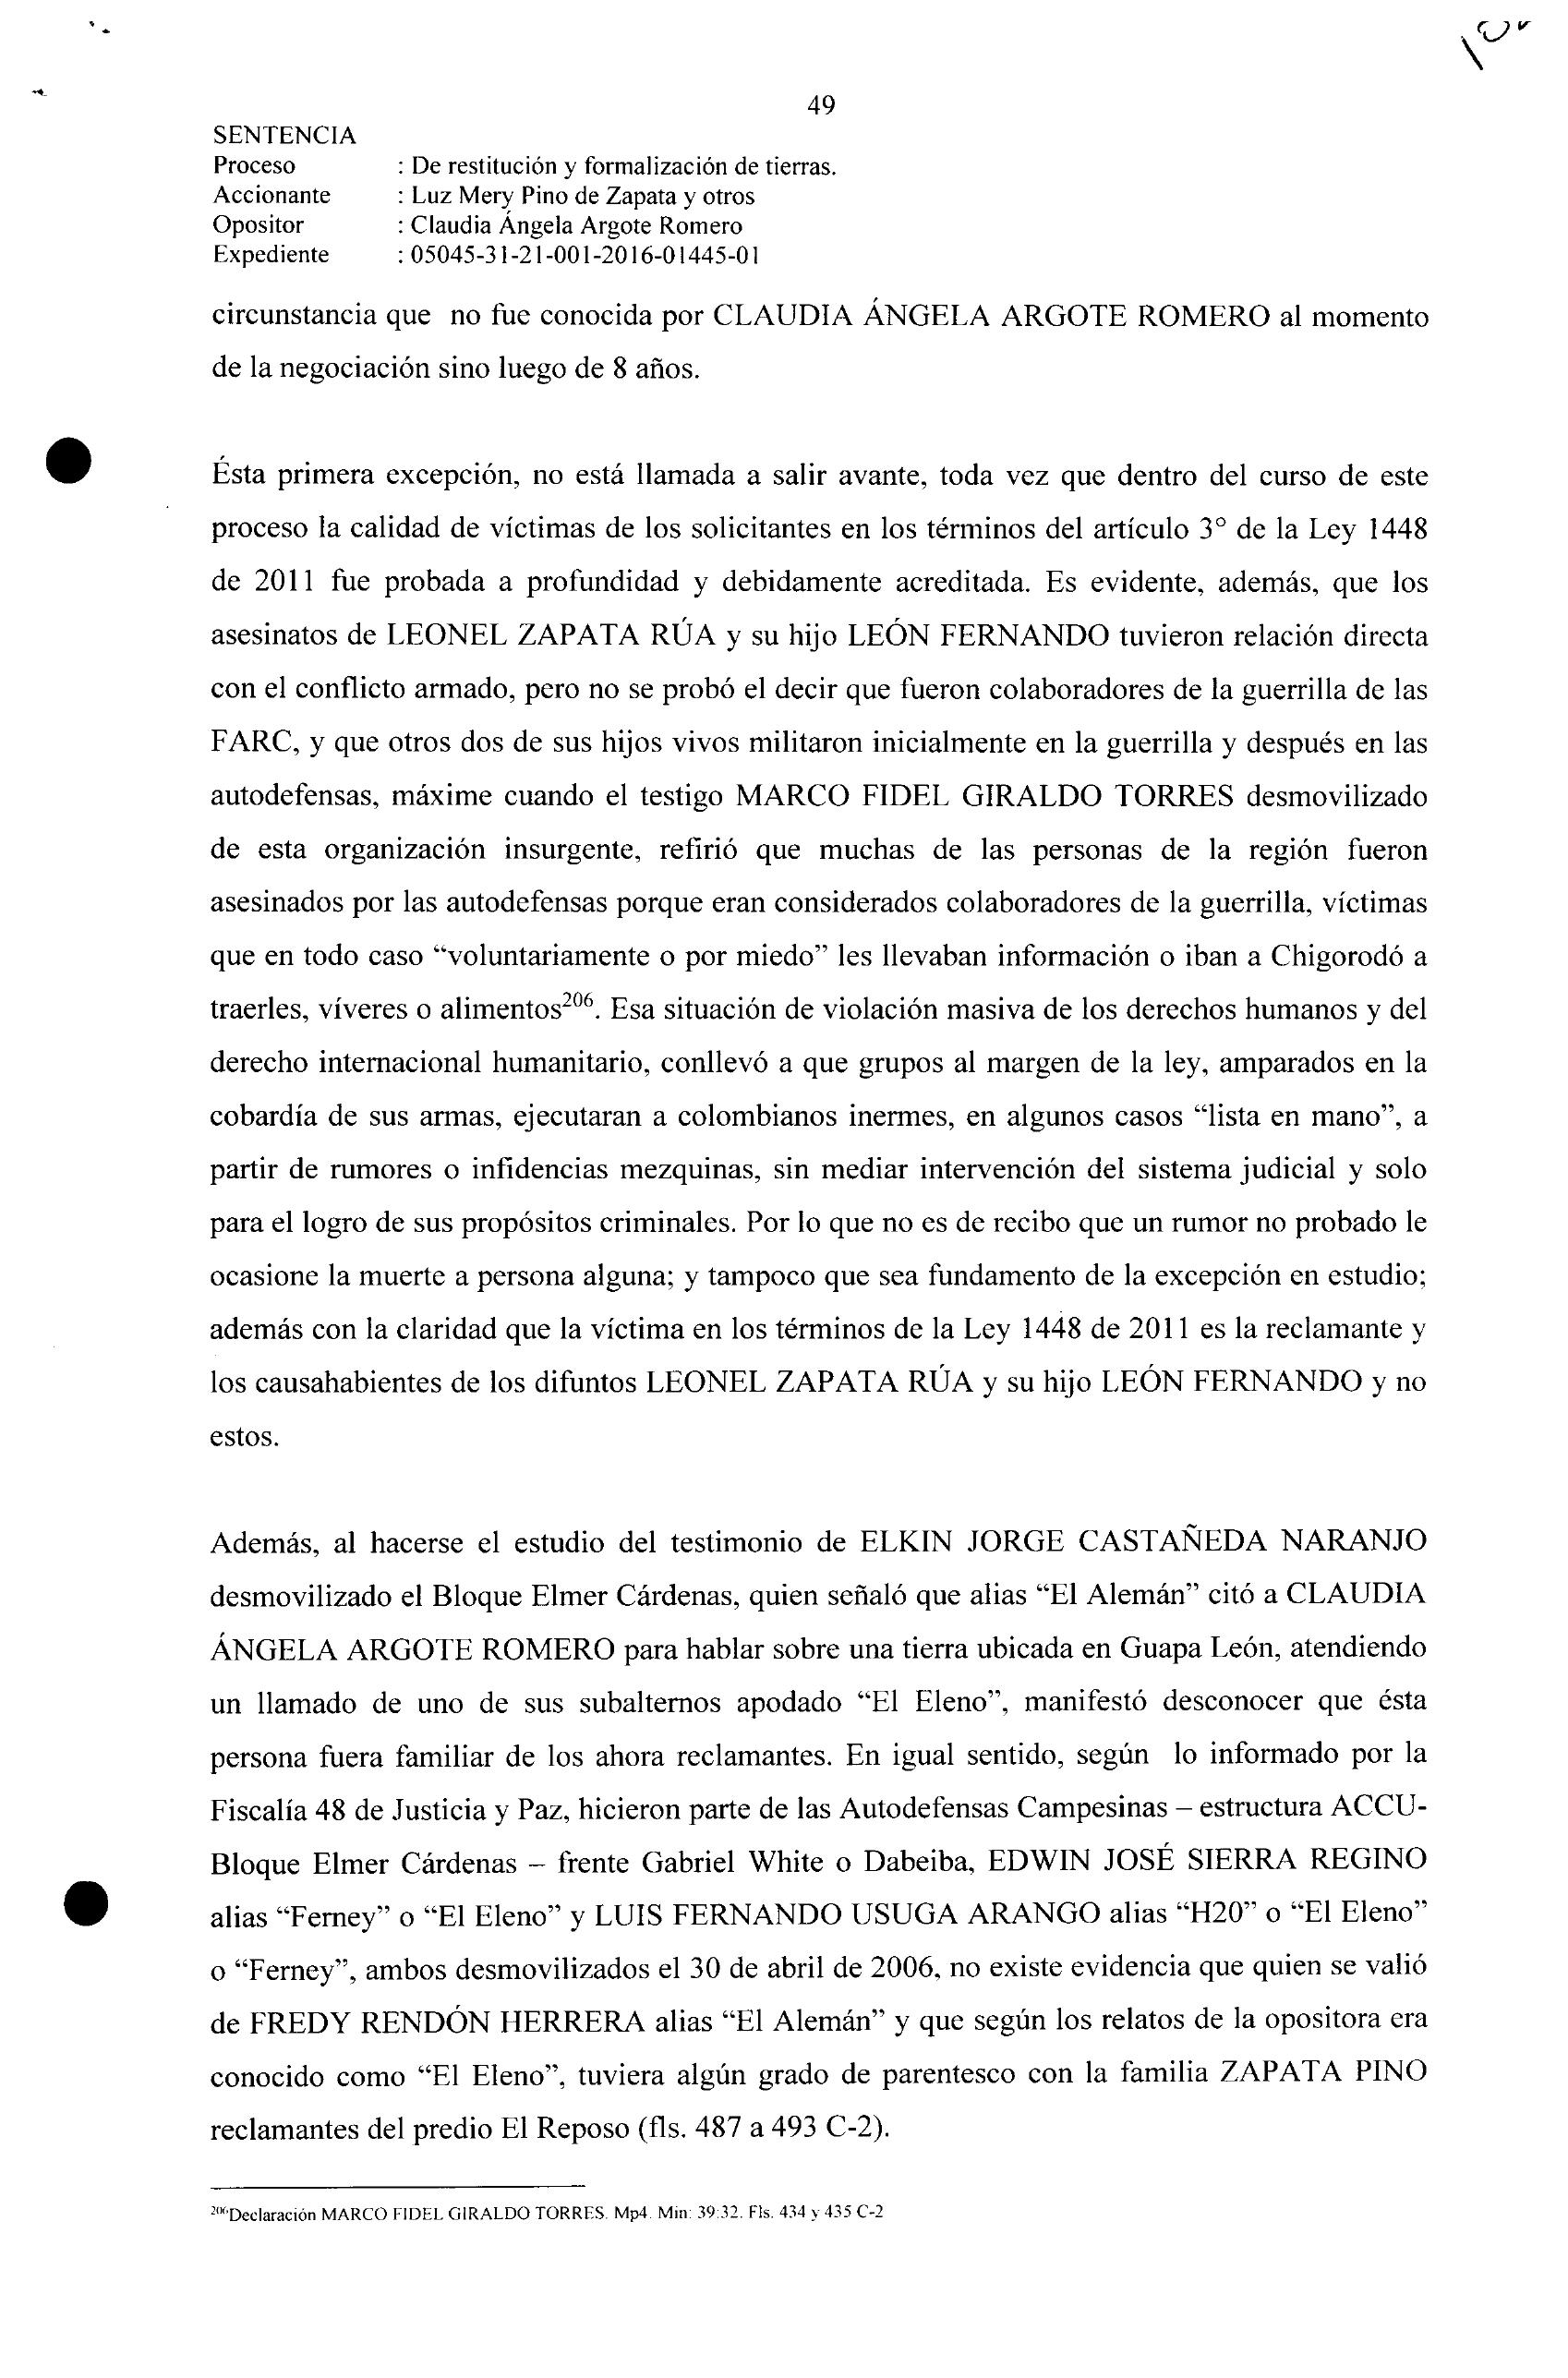 49
SENTENCIA
Proceso : De restitución y formalización de tierras.
Accionante : Luz Mery Pino de Zapata y otros
Opositor : Claudia Ángela Argote Romero
Expediente : 05045-31-21-001-2016-01445-01
circunstancia que no fue conocida por CLAUDIA ÁNGELA ARGOTE ROMERO al momento
de la negociación sino luego de 8 años.
Ésta primera excepción, no está llamada a salir avante, toda vez que dentro del curso de este
proceso la calidad de víctimas de los solicitantes en los términos del artículo 3° de la Ley 1448
de 2011 fue probada a profundidad y debidamente acreditada. Es evidente, además, que los
asesinatos de LEONEL ZAPATA RÚA y su hijo LEÓN FERNANDO tuvieron relación directa
con el conflicto armado, pero no se probó el decir que fueron colaboradores de la guerrilla de las
FARC, y que otros dos de sus hijos vivos militaron inicialmente en la guerrilla y después en las
autodefensas, máxime cuando el testigo MARCO FIDEL GIRALDO TORRES desmovilizado
de esta organización insurgente, refirió que muchas de las personas de la región fueron
asesinados por las autodefensas porque eran considerados colaboradores de la guerrilla, víctimas
que en todo caso “voluntariamente o por miedo” les llevaban información o iban a Chigorodó a
traerles, víveres o alimentos206. Esa situación de violación masiva de los derechos humanos y del
derecho internacional humanitario, conllevó a que grupos al margen de la ley, amparados en la
cobardía de sus armas, ejecutaran a colombianos inermes, en algunos casos “lista en mano”, a
partir de rumores o infidencias mezquinas, sin mediar intervención del sistema judicial y solo
para el logro de sus propósitos criminales. Por lo que no es de recibo que un rumor no probado le
ocasione la muerte a persona alguna; y tampoco que sea fundamento de la excepción en estudio;
además con la claridad que la víctima en los términos de la Ley 1448 de 2011 es la reclamante y
los causahabientes de los difuntos LEONEL ZAPATA RÚA y su hijo LEÓN FERNANDO y no
estos.
Además, al hacerse el estudio del testimonio de ELKIN JORGE CASTAÑEDA NARANJO
desmovilizado el Bloque Elmer Cárdenas, quien señaló que alias “El Alemán” citó a CLAUDIA
ÁNGELA ARGOTE ROMERO para hablar sobre una tierra ubicada en Guapa León, atendiendo
un llamado de uno de sus subalternos apodado “El Eleno”, manifestó desconocer que ésta
persona fuera familiar de los ahora reclamantes. En igual sentido, según lo informado por la
Fiscalía 48 de Justicia y Paz, hicieron parte de las Autodefensas Campesinas – estructura ACCU-
Bloque Elmer Cárdenas – frente Gabriel White o Dabeiba, EDWIN JOSÉ SIERRA REGINO
alias “Ferney” o “El Eleno” y LUIS FERNANDO USUGA ARANGO alias “H20” o “El Eleno”
o “Ferney”, ambos desmovilizados el 30 de abril de 2006, no existe evidencia que quien se valió
de FREDY RENDÓN HERRERA alias “El Alemán” y que según los relatos de la opositora era
conocido como “El Eleno”, tuviera algún grado de parentesco con la familia ZAPATA PINO
reclamantes del predio El Reposo (fls. 487 a 493 C-2).
206Declaración MARCO FIDEL GIRALDO TORRES. Mp4. Min: 39:32. Fls. 434 y 435 C-2